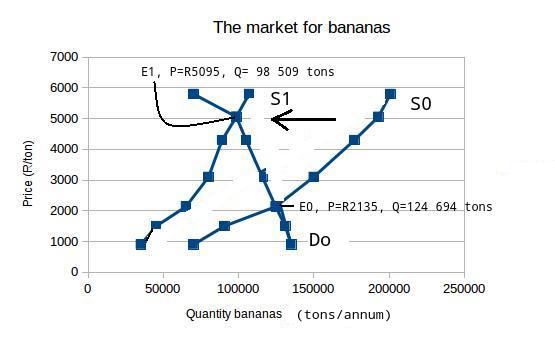 The market for bananas
7000
6000
5000
4000
3000
2000
1000
0
Price (R/ton)
E1, P=R5095, Q= 98 509 tons
S1
S0
E0, P=R2135, Q=124 694 tons
Do
0
50000
100000
150000
200000
250000
Quantity bananas (tons/annum)